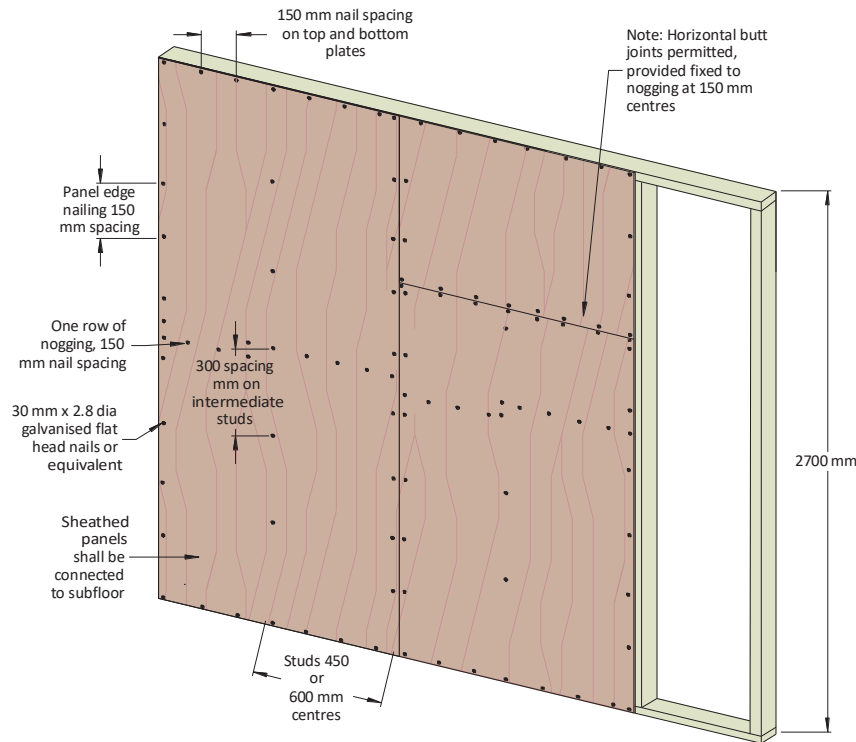 150 mm nail spacing
on top and bottom
plates
Note: Horizontal butt
joints permitted,
provided fixed to
nogging at 150 mm
centres
Panel edge
nailing 150
mm spacing
One row of
nogging, 150
mm nail spacing
300 spacing
mm on
intermediate
studs
30 mm x 2.8 dia
galvanised flat
head nails or
equivalent
2700 mm
Sheathed
panels
shall be
connected
to subfloor
Studs 450
or
600 mm
centres